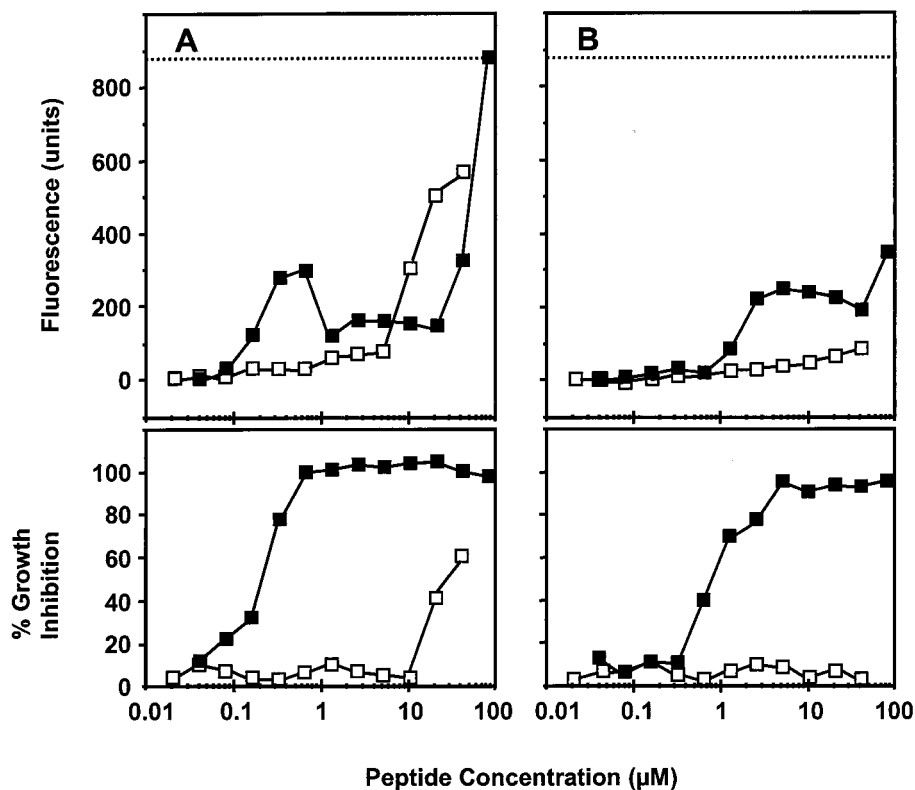 A
B
Fluorescence (units)
800
600
400
200
0
% Growth
Inhibition
100
80
60
40
20
0
0.01 0.1 1 10 100
0.01 0.1 1 10 100
Peptide Concentration (µM)